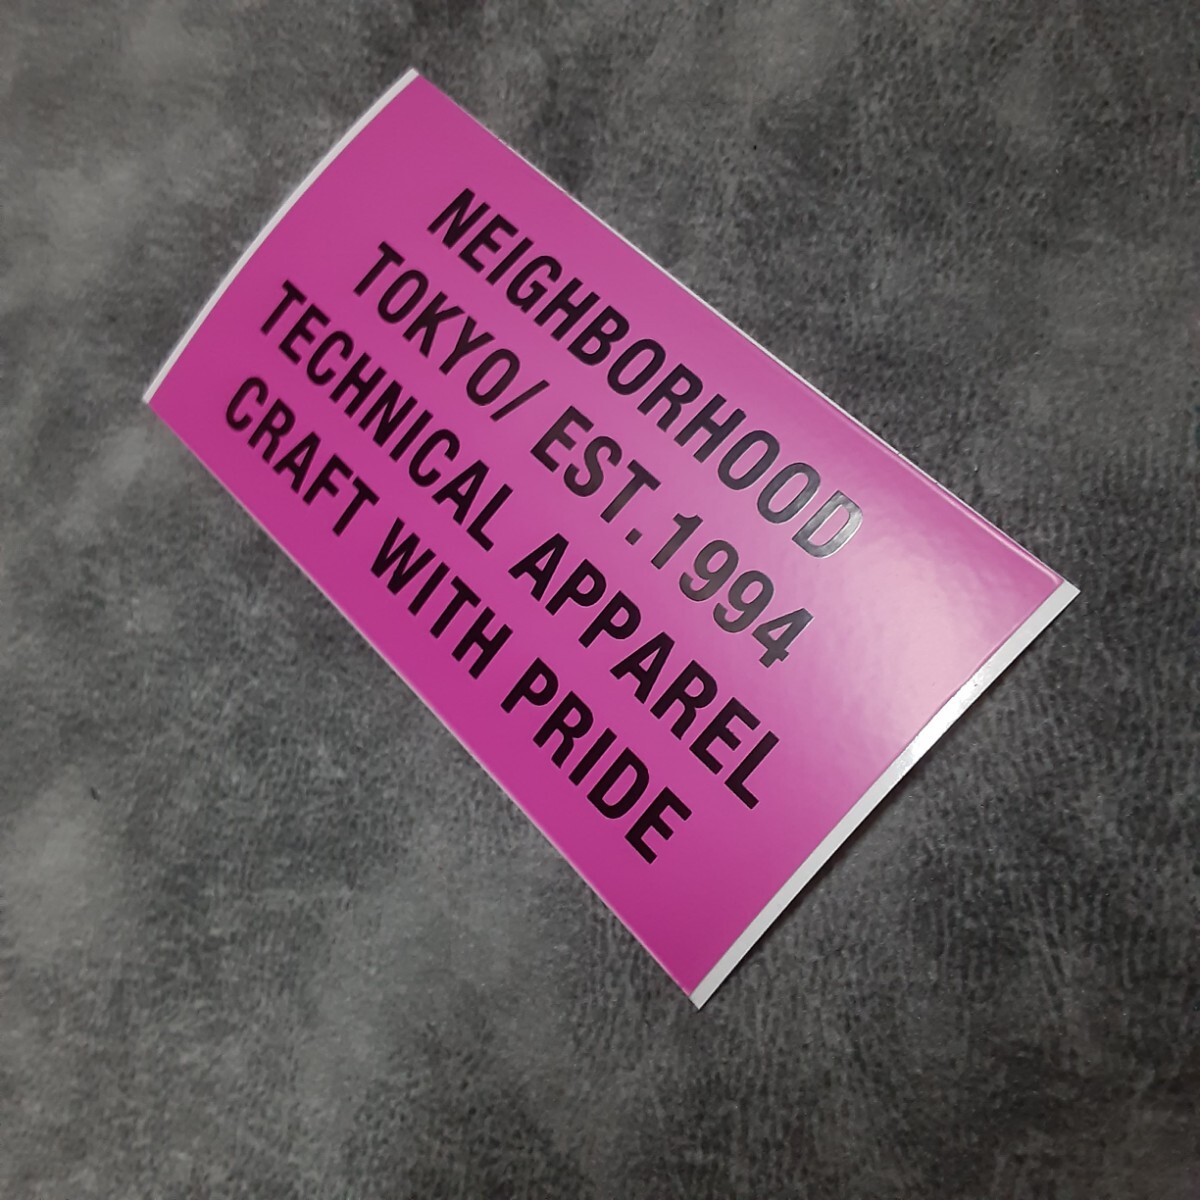 NEIGHBORHOOD
TOKYO/ EST.1994
TECHNICAL APPAREL
CRAFT WITH PRIDE